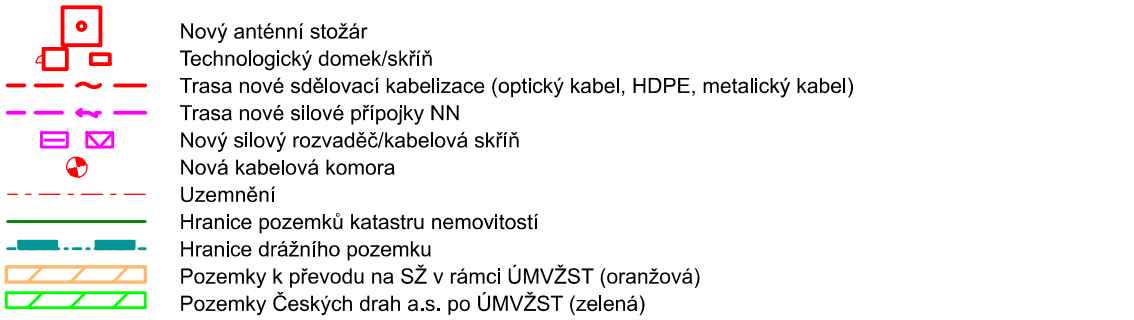 Nový anténní stožár
Technologický domek/skříň
Trasa nové sdělovací kabelizace (optický kabel, HDPE, metalický kabel)
Trasa nové silové přípojky NN
Nový silový rozvaděč/kabelová skříň
Nová kabelová komora
Uzemnění
Hranice pozemků katastru nemovitostí
Hranice drážního pozemku
Pozemky k převodu na SŽ v rámci ÚMVŽST (oranžová)
Pozemky Českých drah a.s. po ÚMVŽST (zelená)